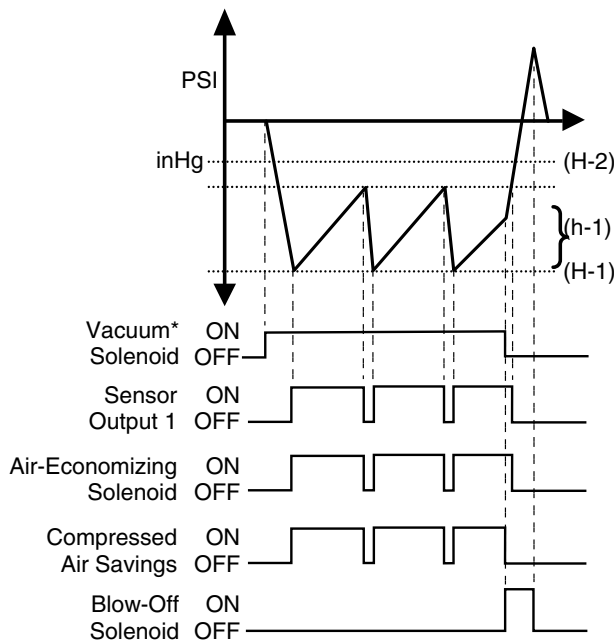 PSI
inHg
(H-2)
(h-1)
(H-1)
Vacuum* ON
Solenoid OFF
Sensor ON
Output 1 OFF
Air-Economizing ON
Solenoid OFF
Compressed ON
Air Savings OFF
Blow-Off ON
Solenoid OFF